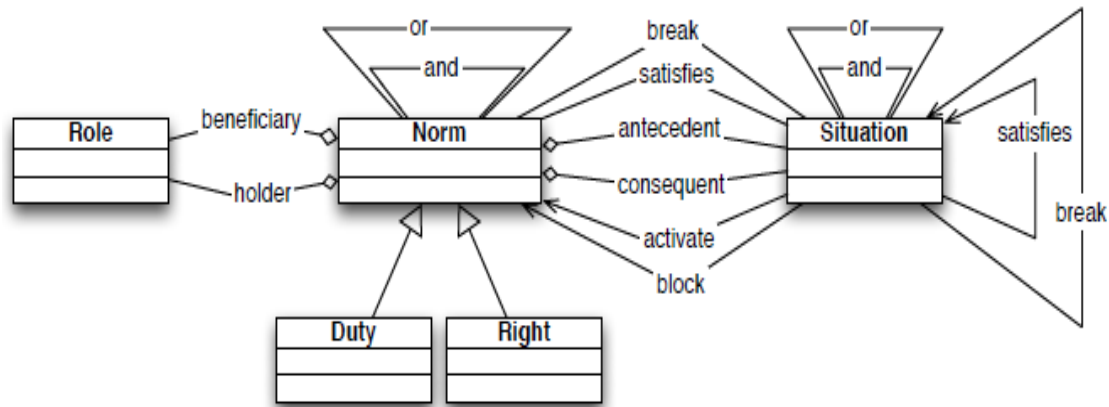 or
and
break
satisfies
beneficiary
Role
holder
Norm
antecedent
consequent
activate
block
or
and
Situation
satisfies
break
Duty
Right